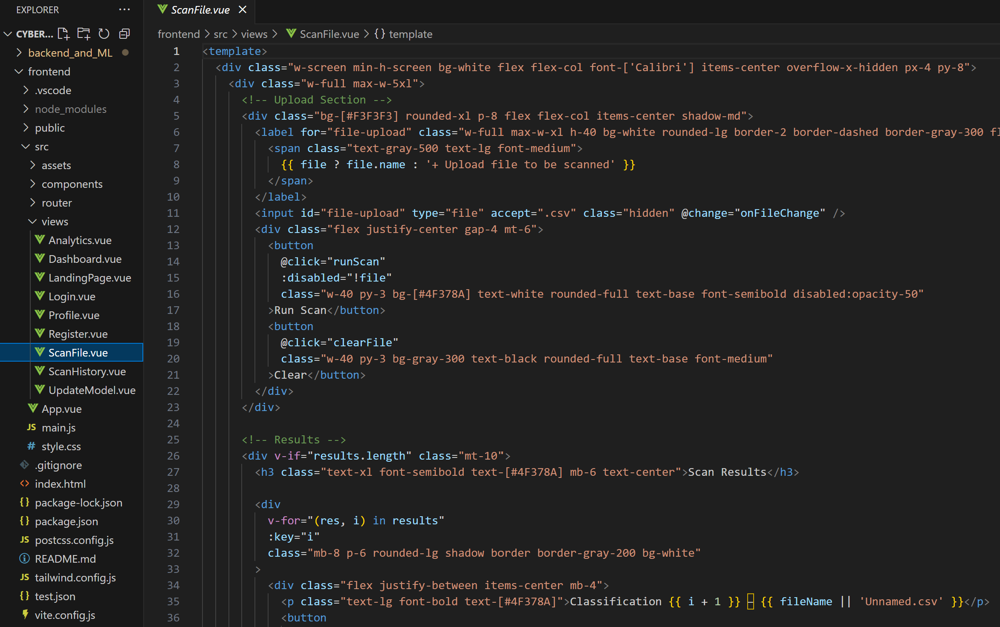 EXPLORER
CYBER...
backend_and_ML
frontend
.vscode
node_modules
public
src
assets
components
router
views
Analytics.vue
Dashboard.vue
LandingPage.vue
Login.vue
Profile.vue
Register.vue
ScanFile.vue
ScanHistory.vue
UpdateModel.vue
App.vue
JS main.js
# style.css
.gitignore
<> index.html
{} package-lock.json
{} package.json
JS postcss.config.js
README.md
JS tailwind.config.js
{} test.json
vite.config.js
ScanFile.vue
frontend > src > views > ScanFile.vue > {} template
1 <template>
2 <div class="w-screen min-h-screen bg-white flex flex-col font-['Calibri'] items-center overflow-x-hidden px-4 py-8">
3 <div class="w-full max-w-5xl">
4 <!-- Upload Section -->
5 <div class="bg-[#F3F3F3] rounded-xl p-8 flex flex-col items-center shadow-md">
6 <label for="file-upload" class="w-full max-w-xl h-40 bg-white rounded-lg border-2 border-dashed border-gray-300 fl
7 <span class="text-gray-500 text-lg font-medium">
8 {{ file ? file.name : '+ Upload file to be scanned' }}
9 </span>
10 </label>
11 <input id="file-upload" type="file" accept=".csv" class="hidden" @change="onFileChange" />
12 <div class="flex justify-center gap-4 mt-6">
13 <button
14 @click="runScan"
15 :disabled="!file"
16 class="w-40 py-3 bg-[#4F378A] text-white rounded-full text-base font-semibold disabled:opacity-50"
17 >Run Scan</button>
18 <button
19 @click="clearFile"
20 class="w-40 py-3 bg-gray-300 text-black rounded-full text-base font-medium"
21 >Clear</button>
22 </div>
23 </div>
24
25 <!-- Results -->
26 <div v-if="results.length" class="mt-10">
27 <h3 class="text-xl font-semibold text-[#4F378A] mb-6 text-center">Scan Results</h3>
28
29 <div
30 v-for="(res, i) in results"
31 :key="i"
32 class="mb-8 p-6 rounded-lg shadow border border-gray-200 bg-white"
33 >
34 <div class="flex justify-between items-center mb-4">
35 <p class="text-lg font-bold text-[#4F378A]">Classification {{ i + 1 }} – {{ fileName || 'Unnamed.csv' }}</p>
36 <button